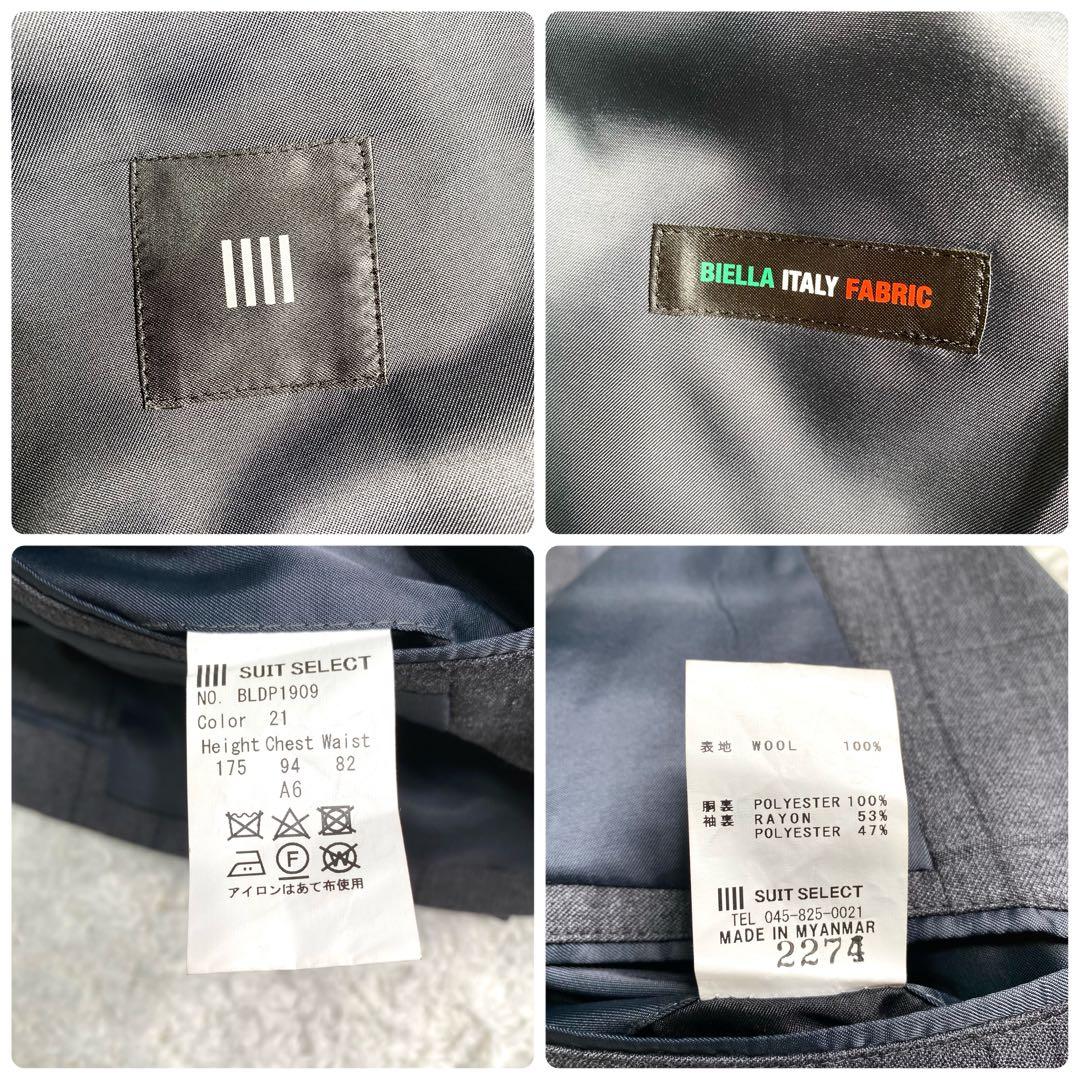 BIELLA ITALY FABRIC
SUIT SELECT
NO. BLDP1909
Color 21
Height Chest Waist
175 94 82
A6
F
W
アイロンはあて布使用
表地 WOOL 100%
胴裏 POLYESTER 100%
袖裏 RAYON 53%
POLYESTER 47%
SUIT SELECT
TEL 045-825-0021
MADE IN MYANMAR
2274